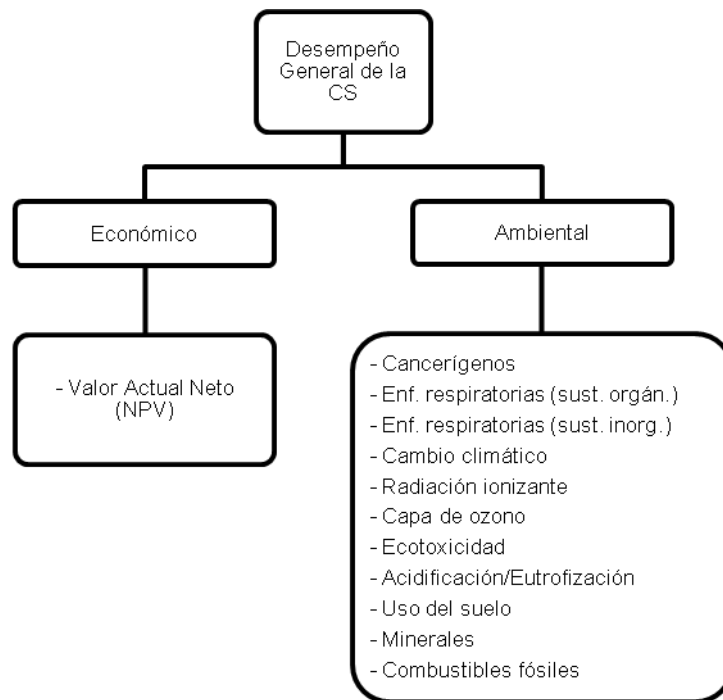 Desempeño
General de la
CS
Económico
Ambiental
- Valor Actual Neto
(NPV)
- Cancerígenos
- Enf. respiratorias (sust. orgán.)
- Enf. respiratorias (sust. inorg.)
- Cambio climático
- Radiación ionizante
- Capa de ozono
- Ecotoxicidad
- Acidificación/Eutrofización
- Uso del suelo
- Minerales
- Combustibles fósiles